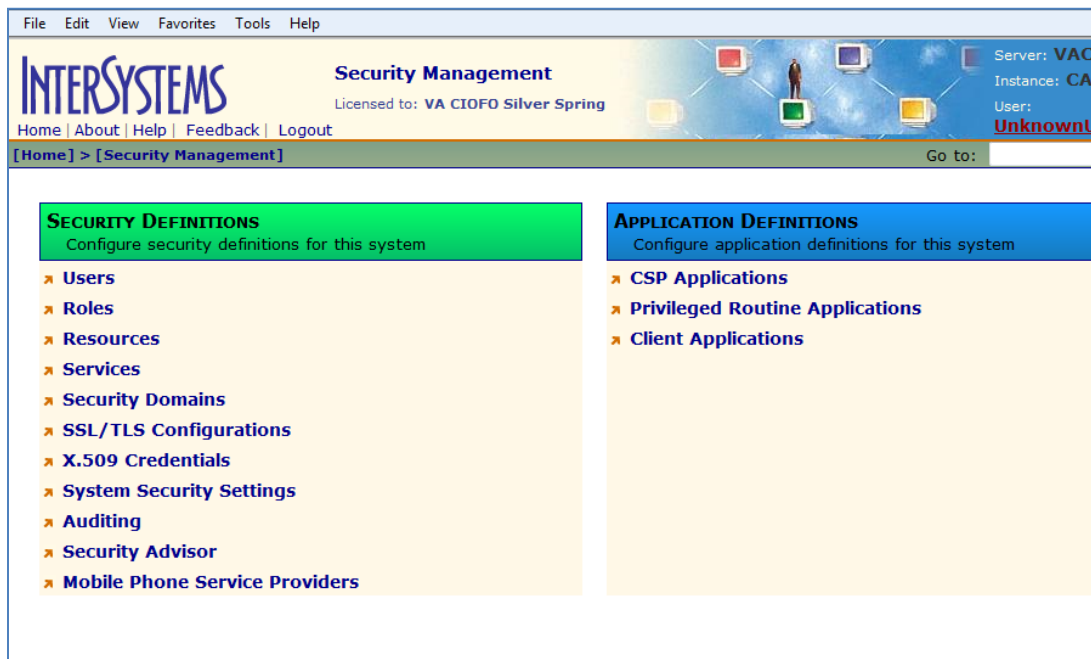 File Edit View Favorites Tools Help
INTERSYSTEMS
Security Management
Licensed to: VA CIOFO Silver Spring
Home | About | Help | Feedback | Logout
Server: VAC
Instance: CA
User:
UnknownU
[Home] > [Security Management]
Go to:
SECURITY DEFINITIONS
Configure security definitions for this system
Users
Roles
Resources
Services
Security Domains
SSL/TLS Configurations
X.509 Credentials
System Security Settings
Auditing
Security Advisor
Mobile Phone Service Providers
APPLICATION DEFINITIONS
Configure application definitions for this system
CSP Applications
Privileged Routine Applications
Client Applications